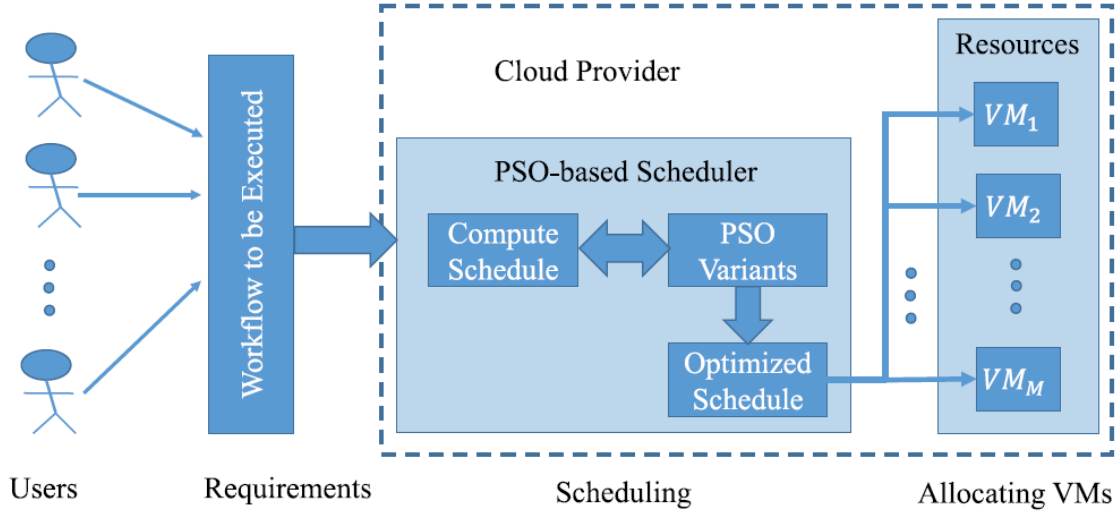 Workflow to be Executed
Cloud Provider
PSO-based Scheduler
Compute
Schedule
PSO
Variants
Optimized
Schedule
Resources
VM₁
VM₂
VM_M
Users
Requirements
Scheduling
Allocating VMs